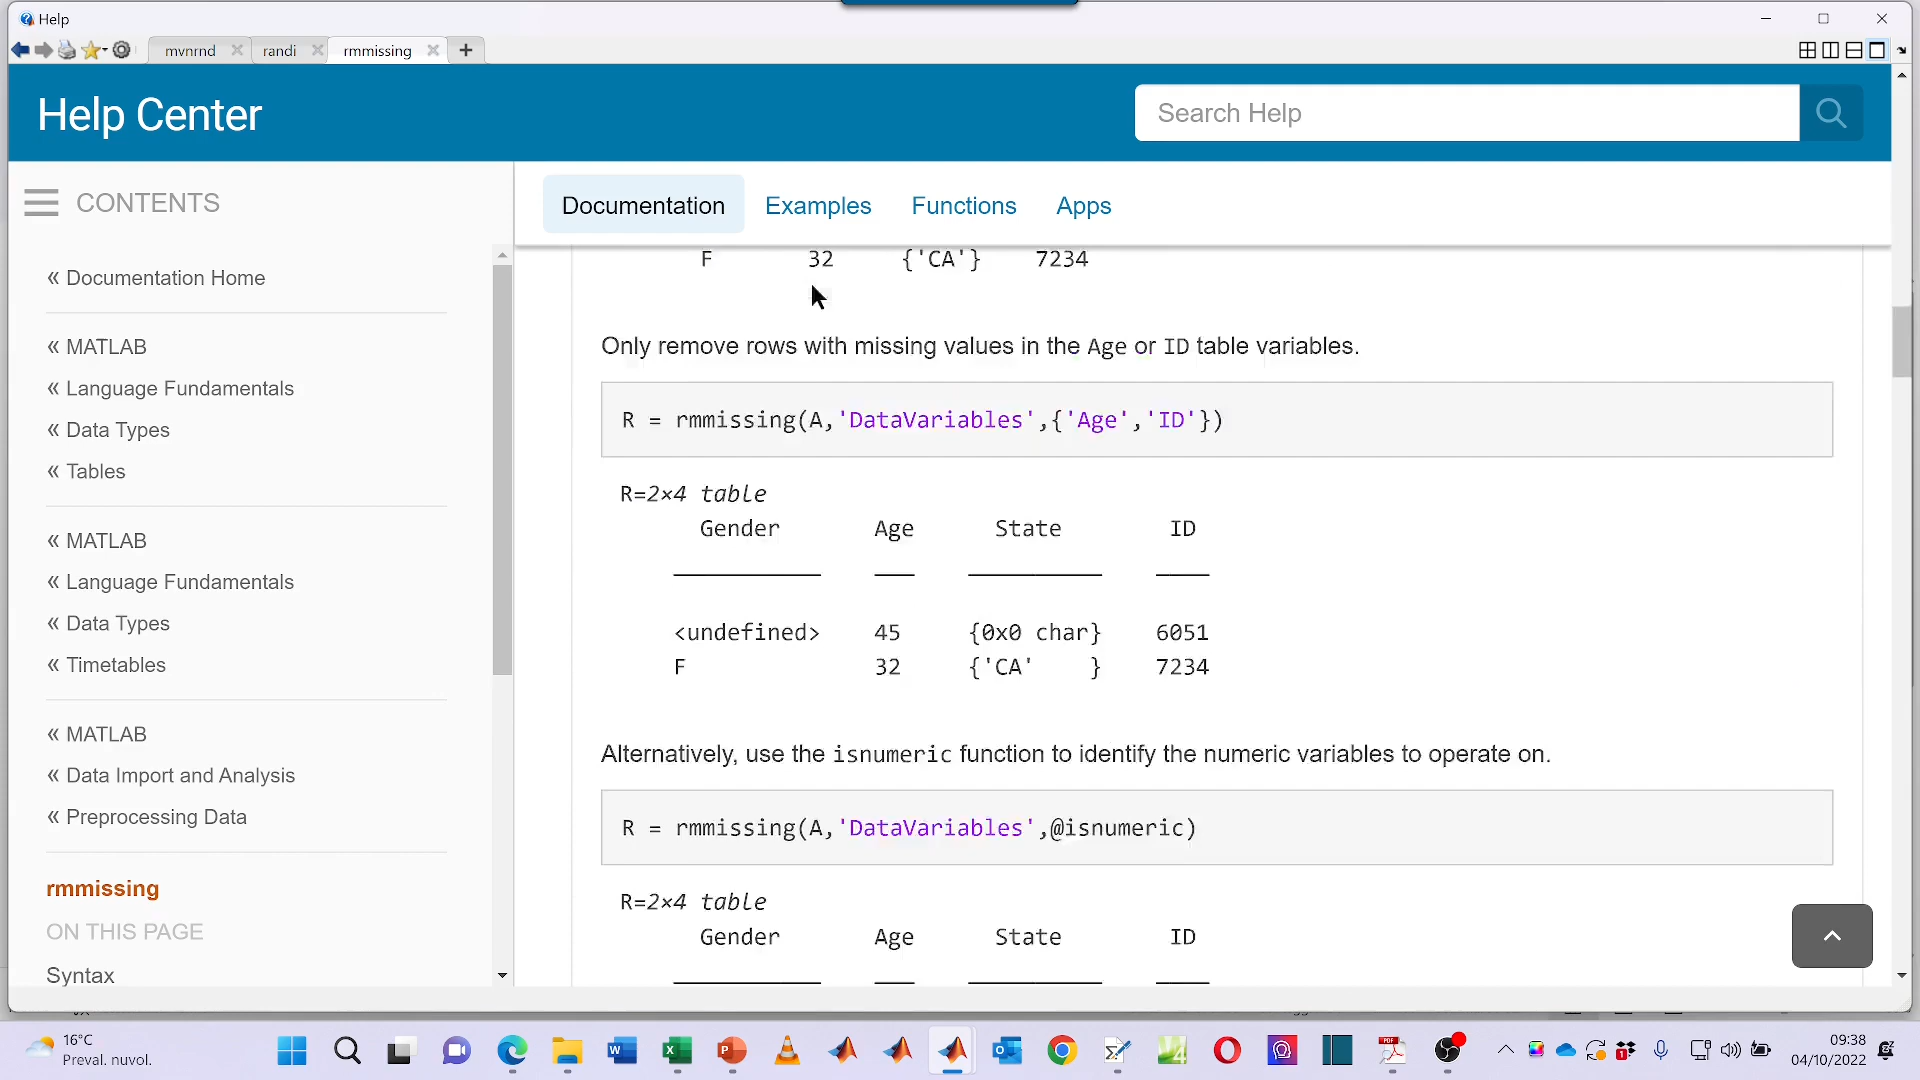 Help
mvnrnd
randi
rmmissing
Help Center
Search Help
CONTENTS
Documentation
Examples
Functions
Apps
« Documentation Home
« MATLAB
« Language Fundamentals
« Data Types
« Tables
« MATLAB
« Language Fundamentals
« Data Types
« Timetables
« MATLAB
« Data Import and Analysis
« Preprocessing Data
rmmissing
ON THIS PAGE
Syntax
F 32 {'CA'} 7234
Only remove rows with missing values in the Age or ID table variables.
R = rmmissing(A,'DataVariables',{'Age','ID'})
R=2×4 table
Gender Age State ID
<undefined> 45 {0x0 char} 6051
F 32 {'CA' } 7234
Alternatively, use the isnumeric function to identify the numeric variables to operate on.
R = rmmissing(A,'DataVariables',@isnumeric)
R=2×4 table
Gender Age State ID
16°C
Preval. nuvol.
09:38
04/10/2022